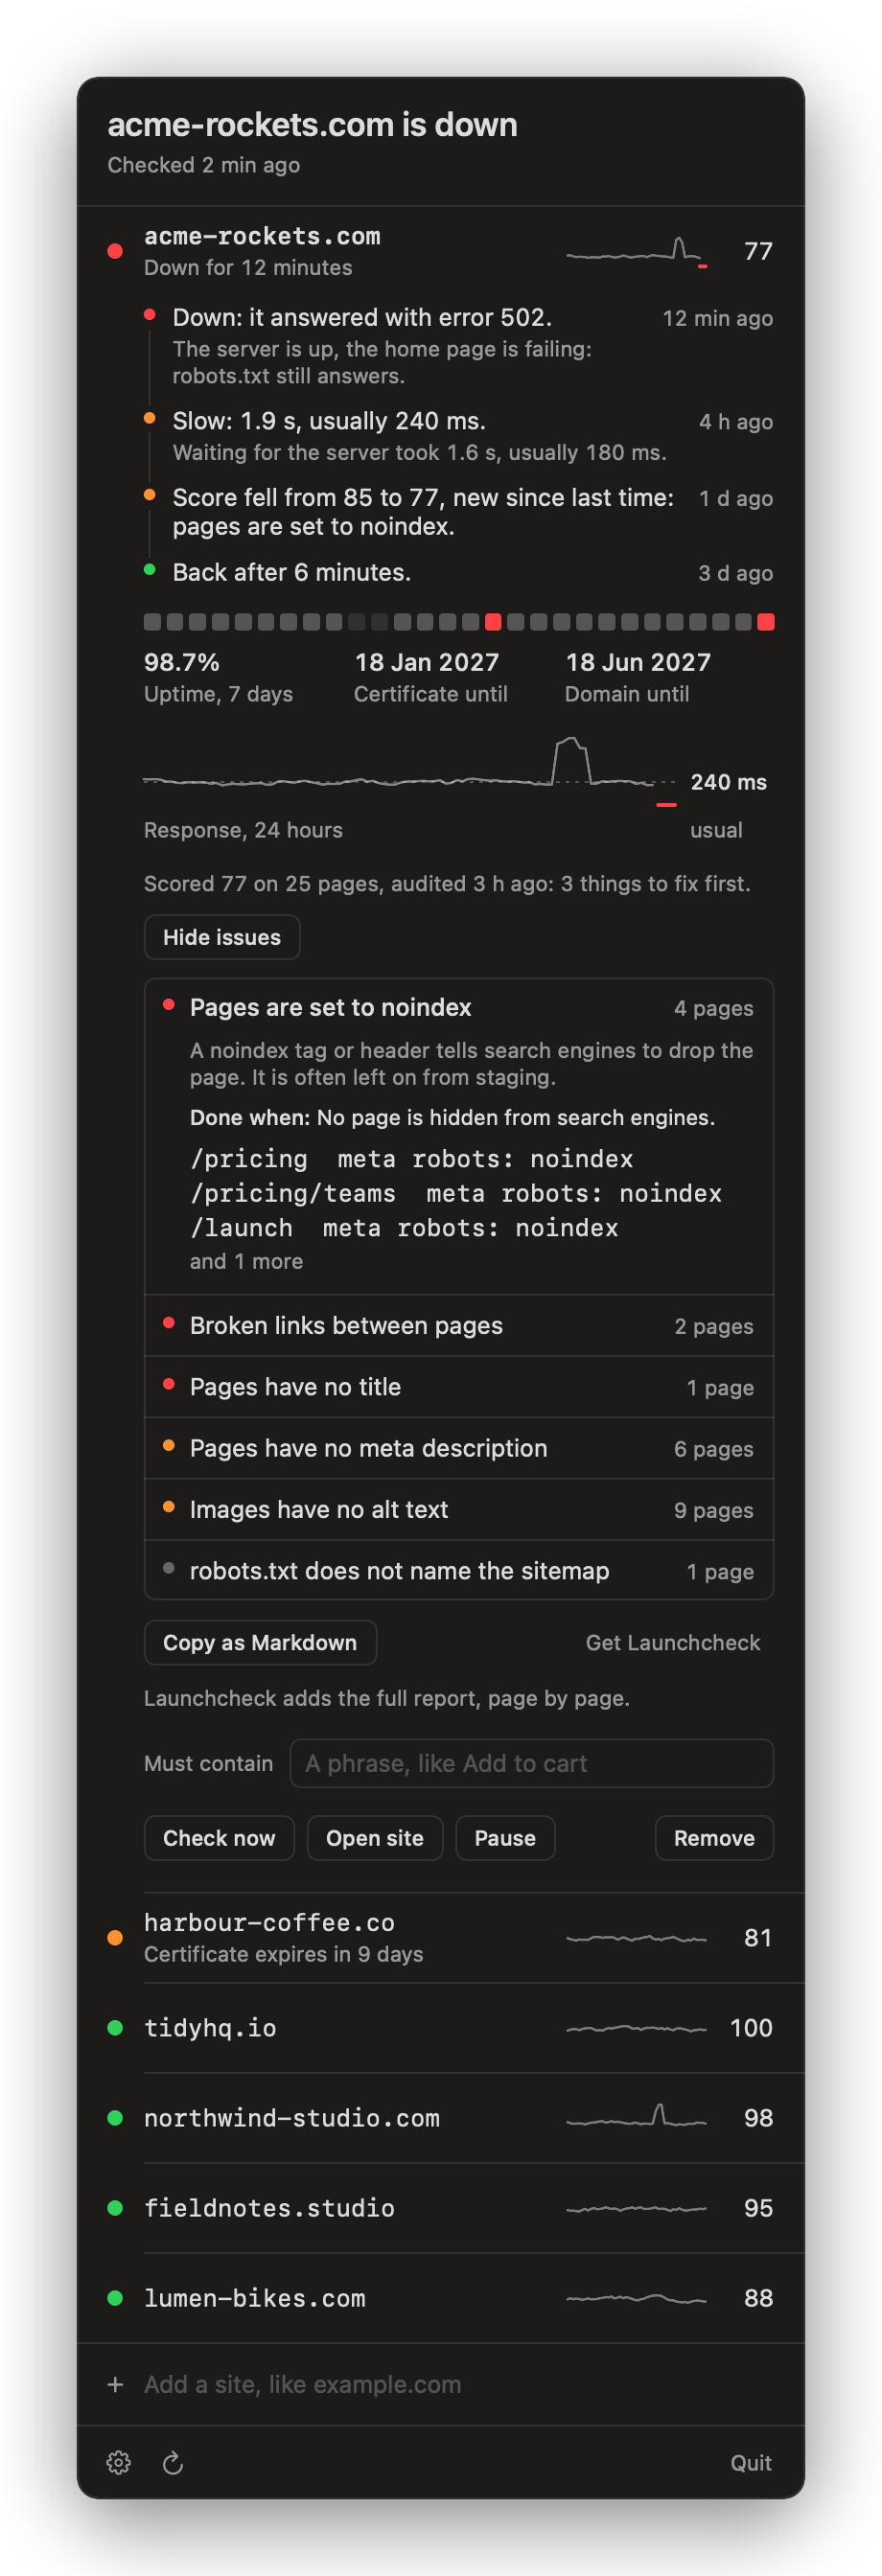 acme-rockets.com is down
Checked 2 min ago
acme-rockets.com
77
Down for 12 minutes
Down: it answered with error 502.
12 min ago
The server is up, the home page is failing:
robots.txt still answers.
Slow: 1.9 s, usually 240 ms.
4 h ago
Waiting for the server took 1.6 s, usually 180 ms.
Score fell from 85 to 77, new since last time:
1 d ago
pages are set to noindex.
Back after 6 minutes.
3 d ago
98.7%
Uptime, 7 days
18 Jan 2027
Certificate until
18 Jun 2027
Domain until
240 ms
Response, 24 hours
usual
Scored 77 on 25 pages, audited 3 h ago: 3 things to fix first.
Hide issues
Pages are set to noindex
4 pages
A noindex tag or header tells search engines to drop the
page. It is often left on from staging.
Done when: No page is hidden from search engines.
/pricing  meta robots: noindex
/pricing/teams  meta robots: noindex
/launch  meta robots: noindex
and 1 more
Broken links between pages
2 pages
Pages have no title
1 page
Pages have no meta description
6 pages
Images have no alt text
9 pages
robots.txt does not name the sitemap
1 page
Copy as Markdown
Get Launchcheck
Launchcheck adds the full report, page by page.
Must contain
A phrase, like Add to cart
Check now
Open site
Pause
Remove
harbour-coffee.co
Certificate expires in 9 days
81
tidyhq.io
100
northwind-studio.com
98
fieldnotes.studio
95
lumen-bikes.com
88
+ Add a site, like example.com
Quit